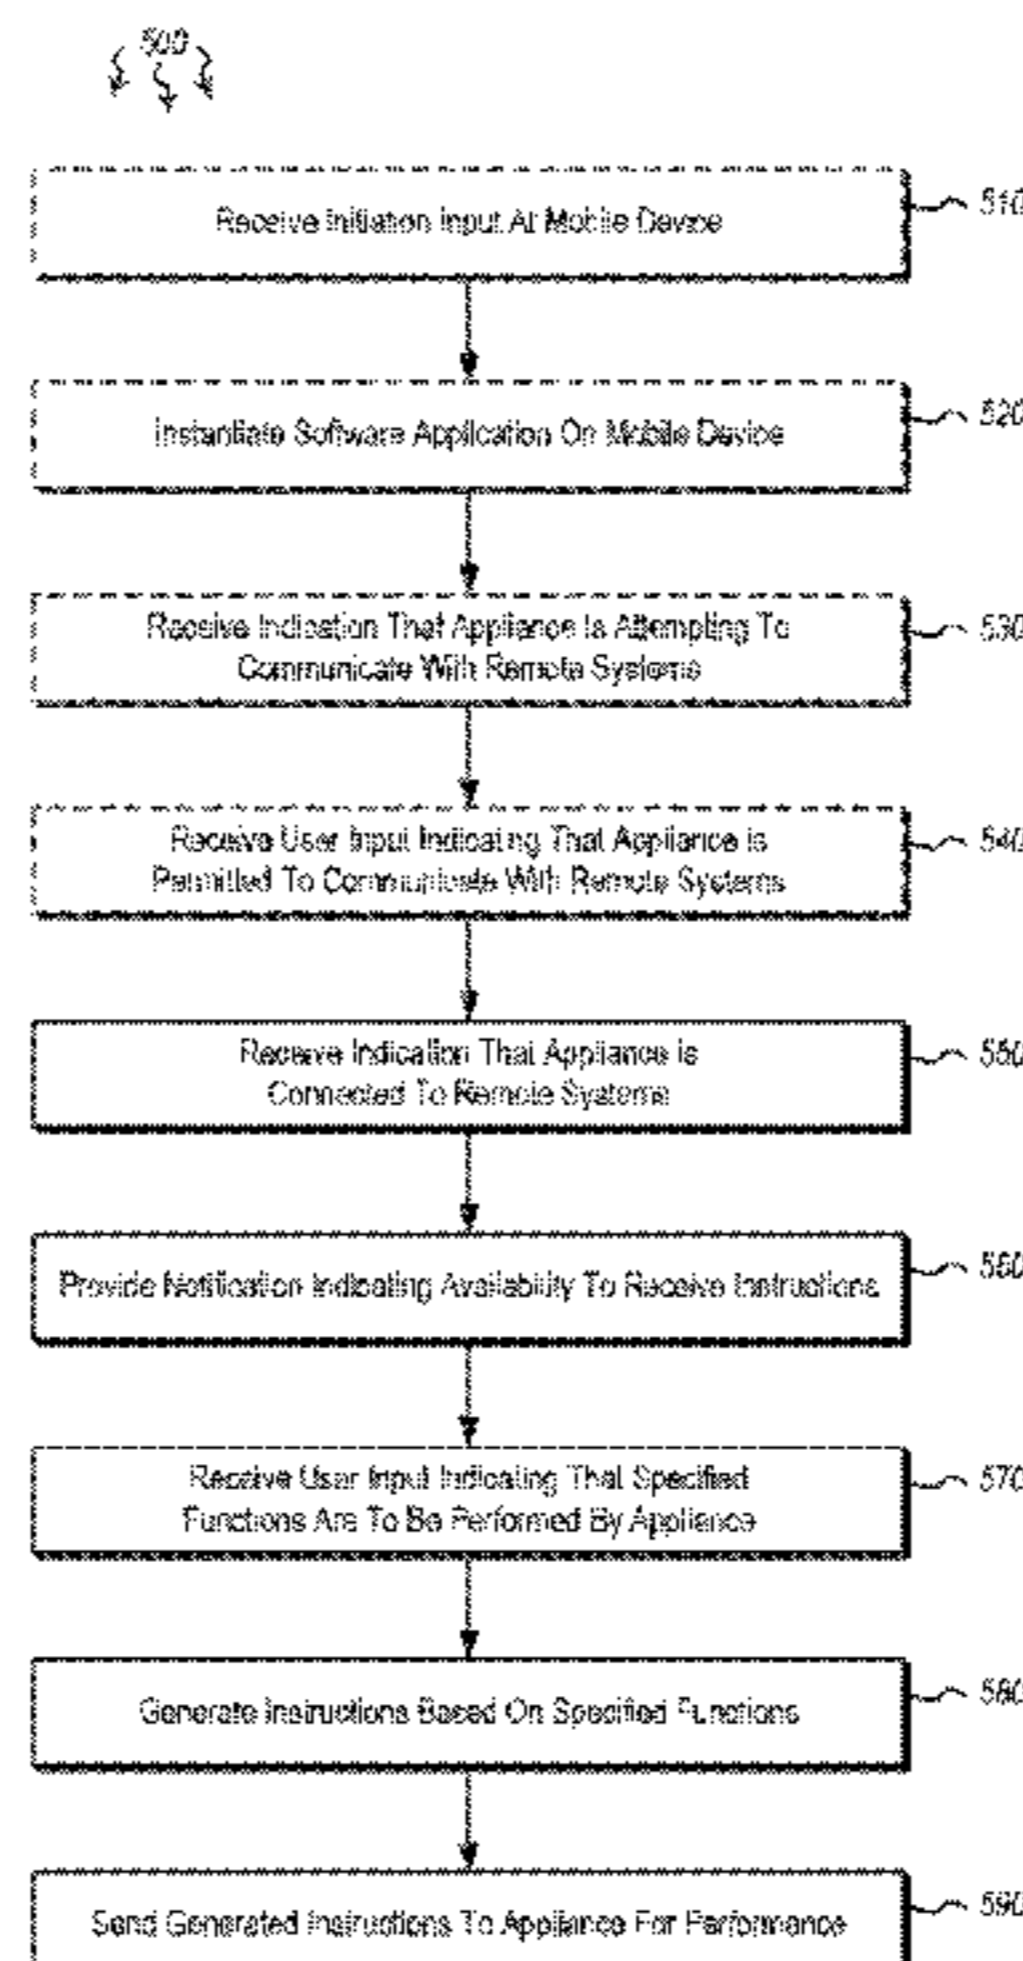 500
Receive Initiation Input At Mobile Device
510
Instantiate Software Application On Mobile Device
520
Receive Indication That Appliance Is Attempting To
Communicate With Remote Systems
530
Receive User Input Indicating That Appliance is
Permitted To Communicate With Remote Systems
540
Receive Indication That Appliance is
Connected To Remote Systems
550
Provide Notification Indicating Availability To Receive Instructions
560
Receive User Input Indicating That Specified
Functions Are To Be Performed By Appliance
570
Generate Instructions Based On Specified Functions
580
Send Generated Instructions To Appliance For Performance
590